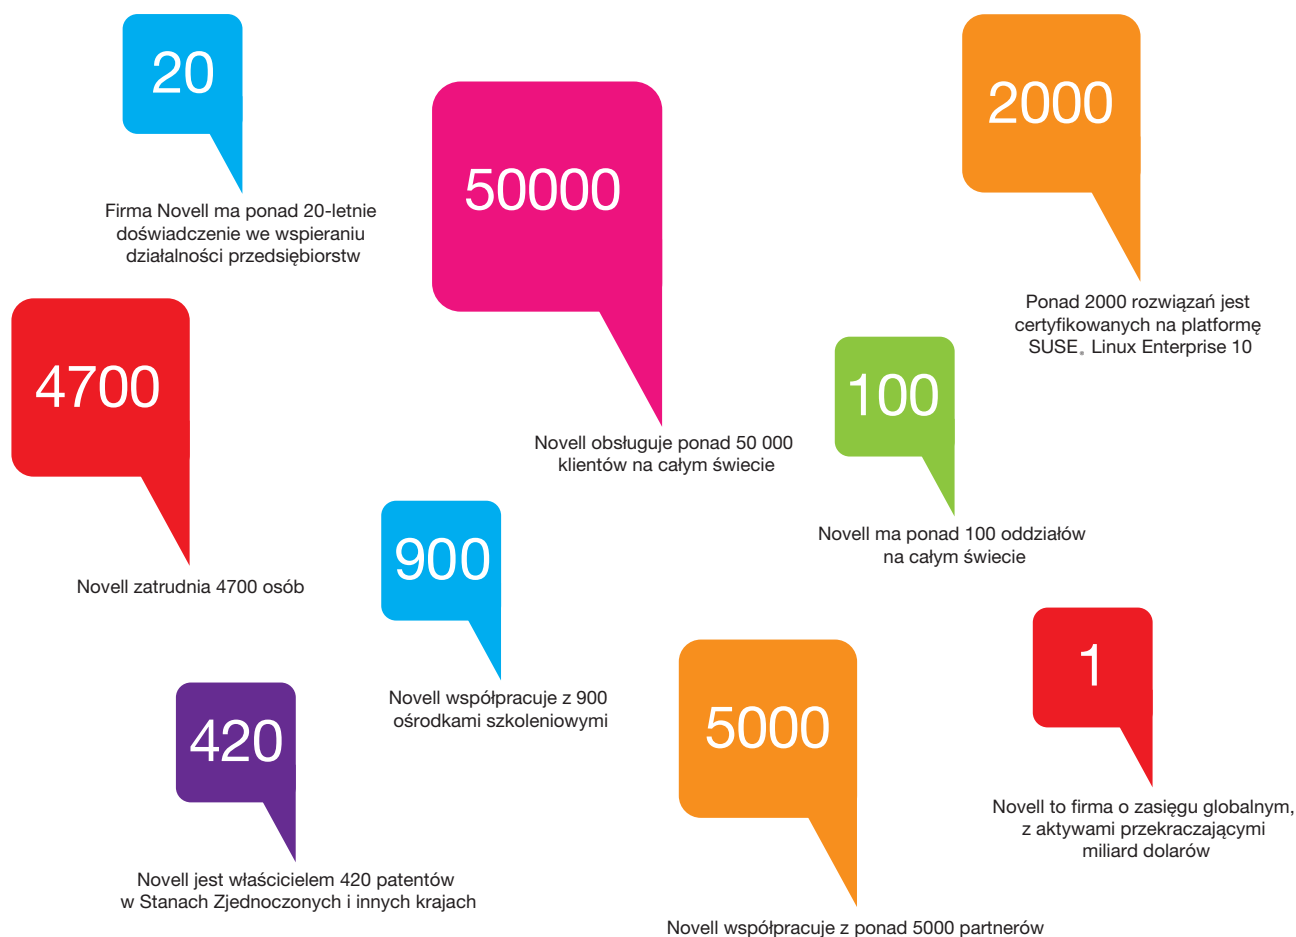 20
Firma Novell ma ponad 20-letnie
doświadczenie we wspieraniu
działalności przedsiębiorstw
50000
Novell obsługuje ponad 50 000
klientów na całym świecie
2000
Ponad 2000 rozwiązań jest
certyfikowanych na platformę
SUSE® Linux Enterprise 10
4700
Novell zatrudnia 4700 osób
100
Novell ma ponad 100 oddziałów
na całym świecie
900
Novell współpracuje z 900
ośrodkami szkoleniowymi
420
Novell jest właścicielem 420 patentów
w Stanach Zjednoczonych i innych krajach
5000
Novell współpracuje z ponad 5000 partnerów
1
Novell to firma o zasięgu globalnym,
z aktywami przekraczającymi
miliard dolarów